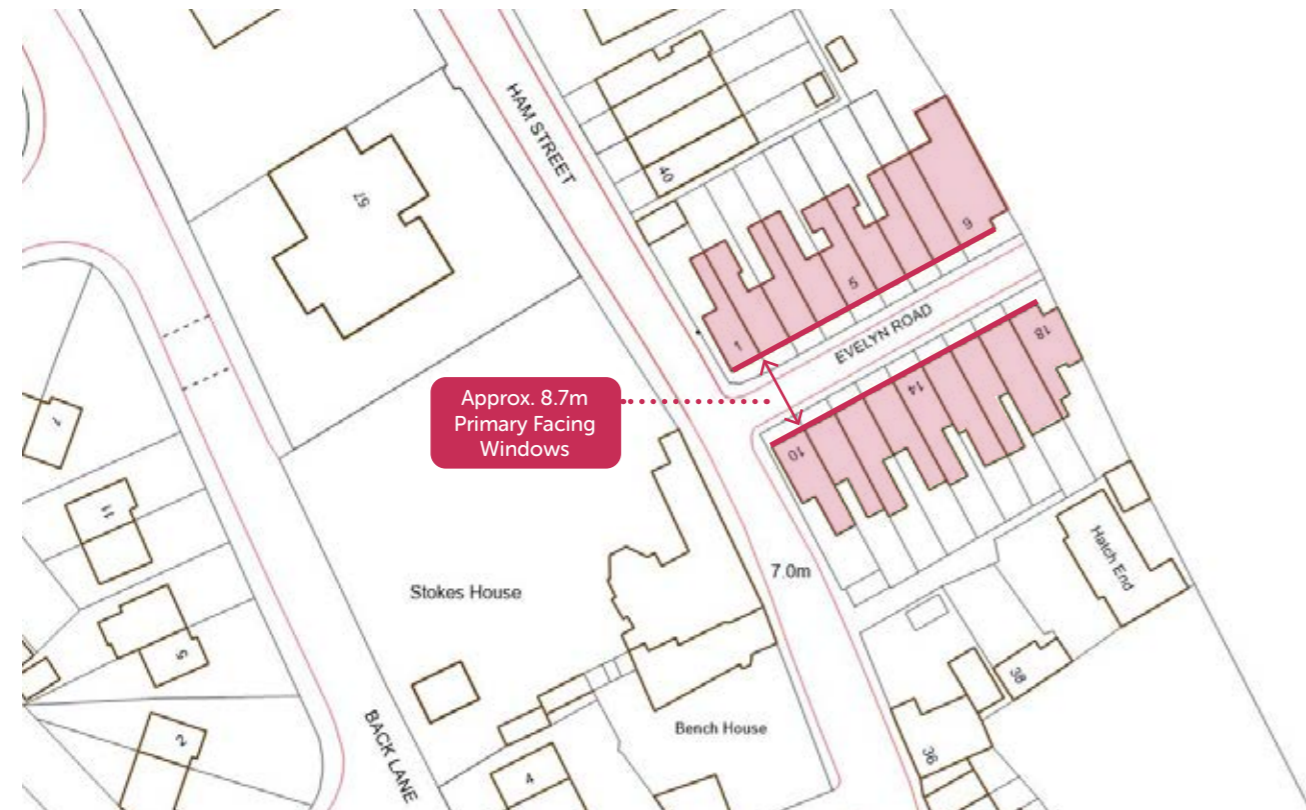 HAM STREET
40
67
9
5
1
EVELYN ROAD
18
14
10
Approx. 8.7m
Primary Facing
Windows
7
11
5
2
Stokes House
7.0m
Hatch End
38
36
Bench House
BACK LANE
4